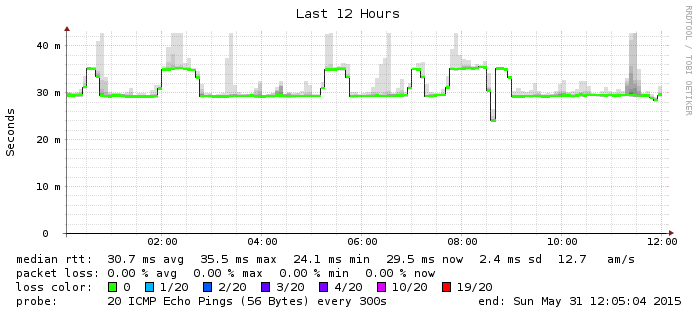 Last 12 Hours
RRDTOOL / TOBI OETIKER
Seconds
40 m
30 m
20 m
10 m
0
02:00 04:00 06:00 08:00 10:00 12:00
median rtt: 30.7 ms avg 35.5 ms max 24.1 ms min 29.5 ms now 2.4 ms sd 12.7 am/s
packet loss: 0.00 % avg 0.00 % max 0.00 % min 0.00 % now
loss color: 0 1/20 2/20 3/20 4/20 10/20 19/20
probe: 20 ICMP Echo Pings (56 Bytes) every 300s end: Sun May 31 12:05:04 2015